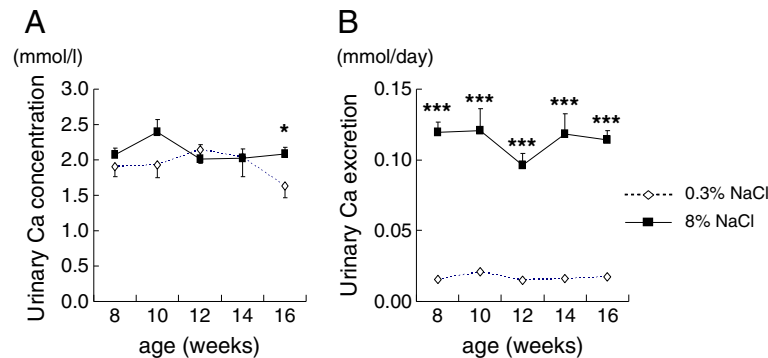 A
B
(mmol/l)
(mmol/day)
Urinary Ca concentration
3.0
2.5
2.0
1.5
1.0
0.5
0.0
*
8 10 12 14 16
age (weeks)
Urinary Ca excretion
0.15
0.10
0.05
0.00
*** *** *** *** ***
8 10 12 14 16
age (weeks)
0.3% NaCl
8% NaCl